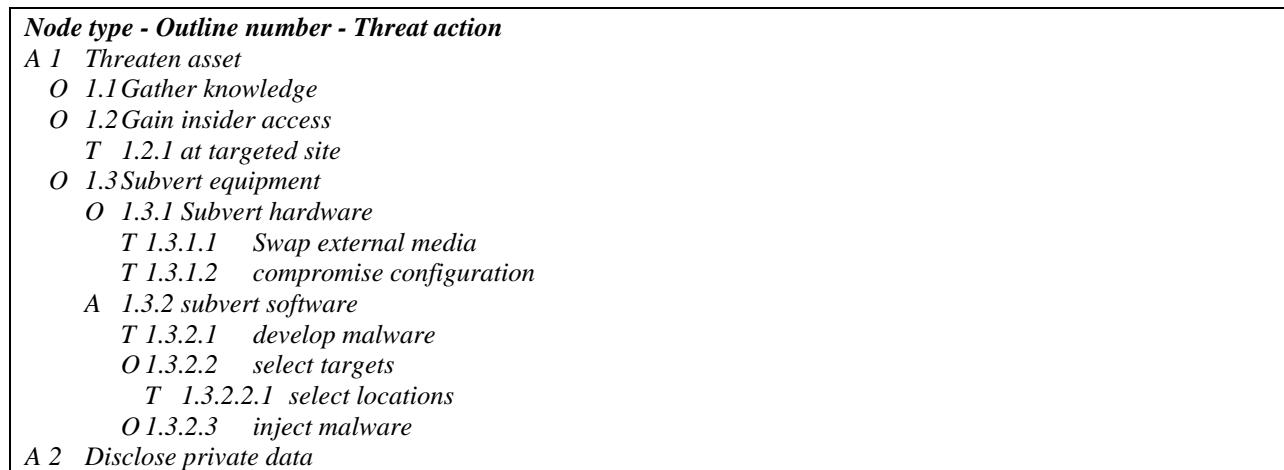 Node type - Outline number - Threat action
A 1 Threaten asset
O 1.1 Gather knowledge
O 1.2 Gain insider access
T 1.2.1 at targeted site
O 1.3 Subvert equipment
O 1.3.1 Subvert hardware
T 1.3.1.1 Swap external media
T 1.3.1.2 compromise configuration
A 1.3.2 subvert software
T 1.3.2.1 develop malware
O 1.3.2.2 select targets
T 1.3.2.2.1 select locations
O 1.3.2.3 inject malware
A 2 Disclose private data